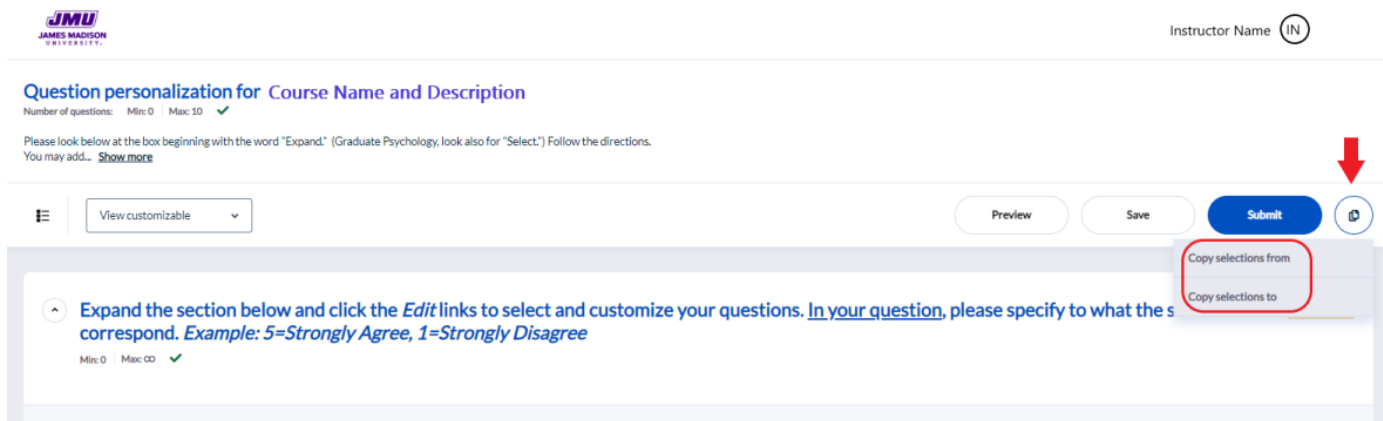 JMU
JAMES MADISON
UNIVERSITY.
Instructor Name IN
Question personalization for Course Name and Description
Number of questions: Min: 0 Max: 10
Please look below at the box beginning with the word "Expand." (Graduate Psychology, look also for "Select.") Follow the directions.
You may add... Show more
View customizable Preview Save Submit
Copy selections from
Copy selections to
Expand the section below and click the Edit links to select and customize your questions. In your question, please specify to what the s
correspond. Example: 5=Strongly Agree, 1=Strongly Disagree
Min: 0 Max: ∞